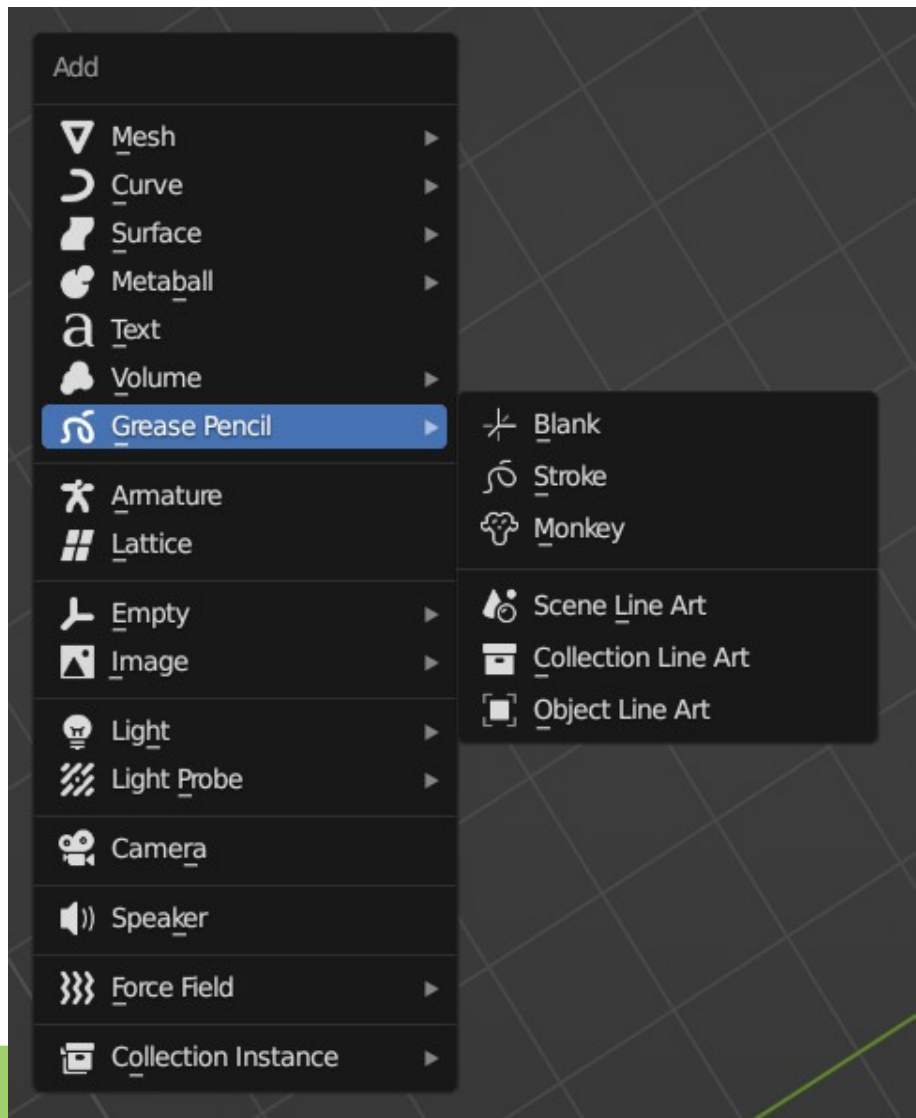 Add
Mesh
Curve
Surface
Metaball
Text
Volume
Grease Pencil
Armature
Lattice
Empty
Image
Light
Light Probe
Camera
Speaker
Force Field
Collection Instance
Blank
Stroke
Monkey
Scene Line Art
Collection Line Art
Object Line Art